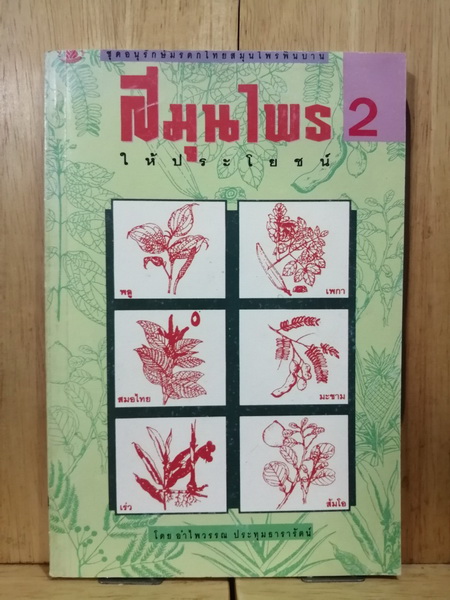 ชุดอนุรักษ์มรดกไทยสมุนไพรพื้นบ้าน
สีมุนไพร 2
ให้ประโยชน์
พลู
เพกา
สมอไทย
มะขาม
เร่ว
ส้มโอ
โดย อำไพวรรณ ประทุมธารารัตน์